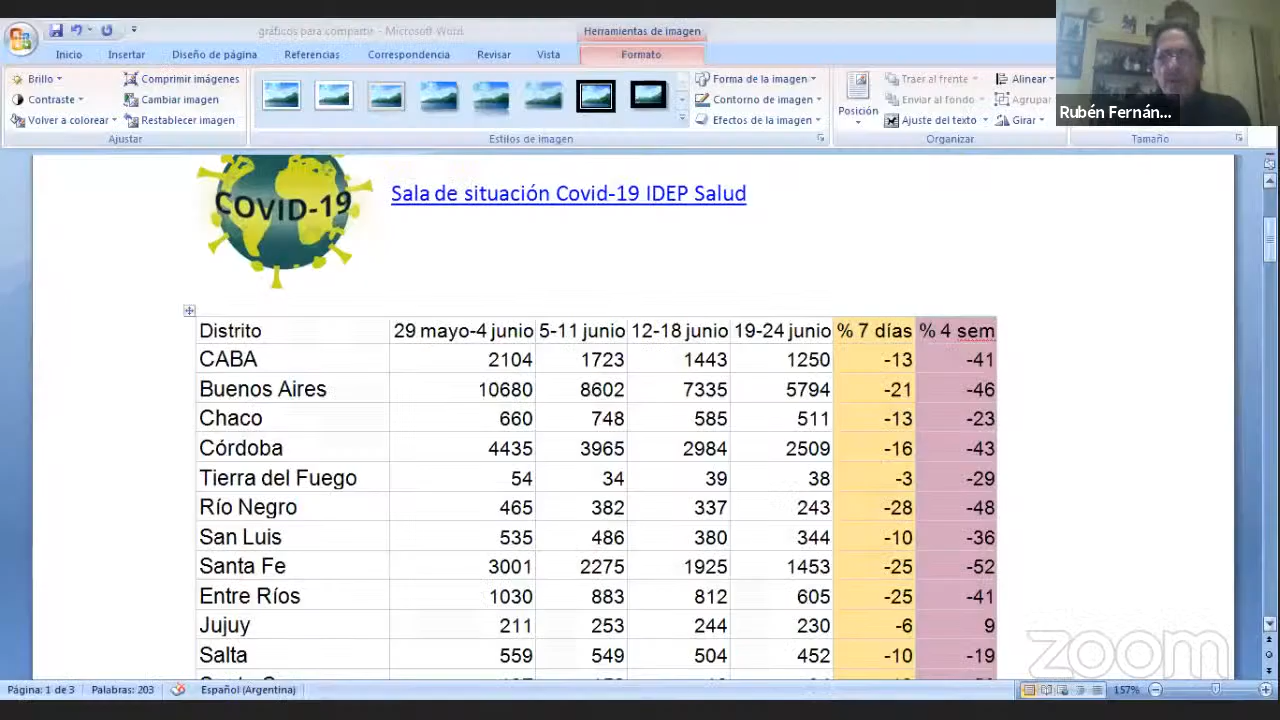 gráficos para compartir - Microsoft Word
Herramientas de imagen
Inicio Insertar Diseño de página Referencias Correspondencia Revisar Vista Formato
Brillo Comprimir imágenes Forma de la imagen Traer al frente Alinear
Contraste Cambiar imagen Contorno de imagen Posición Enviar al fondo Agrupar
Volver a colorear Restablecer imagen Efectos de la imagen Ajuste del texto Girar
Ajustar Estilos de imagen Organizar Tamaño
Rubén Fernán...
COVID-19
Sala de situación Covid-19 IDEP Salud
Distrito 29 mayo-4 junio 5-11 junio 12-18 junio 19-24 junio % 7 días % 4 sem
CABA 2104 1723 1443 1250 -13 -41
Buenos Aires 10680 8602 7335 5794 -21 -46
Chaco 660 748 585 511 -13 -23
Córdoba 4435 3965 2984 2509 -16 -43
Tierra del Fuego 54 34 39 38 -3 -29
Río Negro 465 382 337 243 -28 -48
San Luis 535 486 380 344 -10 -36
Santa Fe 3001 2275 1925 1453 -25 -52
Entre Ríos 1030 883 812 605 -25 -41
Jujuy 211 253 244 230 -6 9
Salta 559 549 504 452 -10 -19
zoom
Página: 1 de 3 Palabras: 203 Español (Argentina) 157%